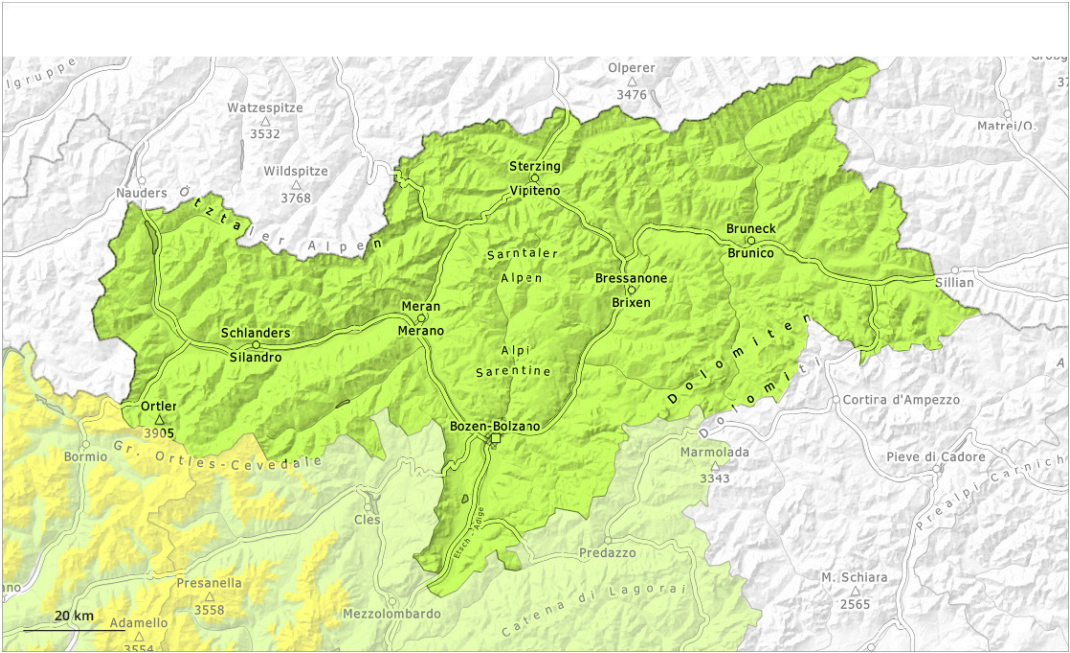 Olperer
3476
Watzespitze
3532
Matrei/O.
Sterzing
Vipiteno
Wildspitze
3768
Nauders
Ötztaler Alpen
Bruneck
Brunico
Sarntaler
Alpen
Bressanone
Brixen
Sillian
Meran
Merano
Schlanders
Silandro
Alpi
Sarentine
Dolomiten
Dolomiti
Ortler
3905
Cortina d'Ampezzo
Bozen-Bolzano
Bormio
Gr. Ortles-Cevedale
Marmolada
3343
Pieve di Cadore
Prealpi Carnich
Cles
Etsch - Adige
Predazzo
Presanella
3558
M. Schiara
2565
Mezzolombardo
Catena di Lagorai
20 km
Adamello
3554